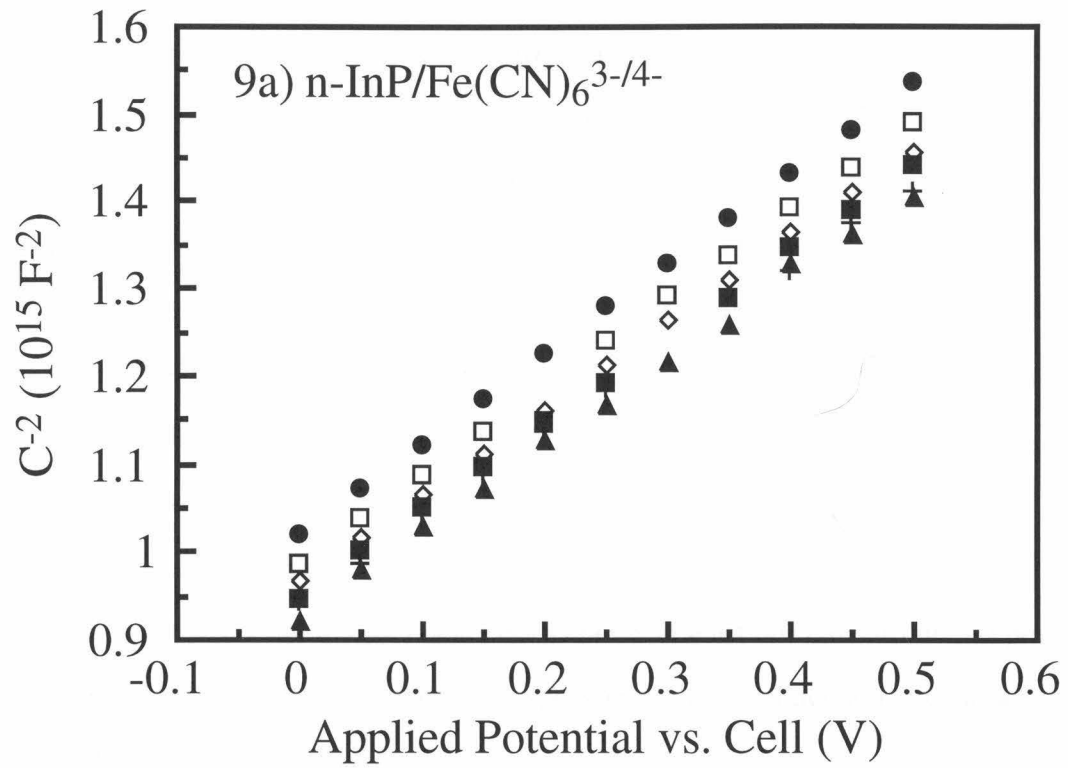 1.6
9a) n-InP/Fe(CN)₆³⁻/⁴⁻
1.5
1.4
1.3
1.2
1.1
1
0.9
C⁻² (10¹⁵ F⁻²)
-0.1 0 0.1 0.2 0.3 0.4 0.5 0.6
Applied Potential vs. Cell (V)